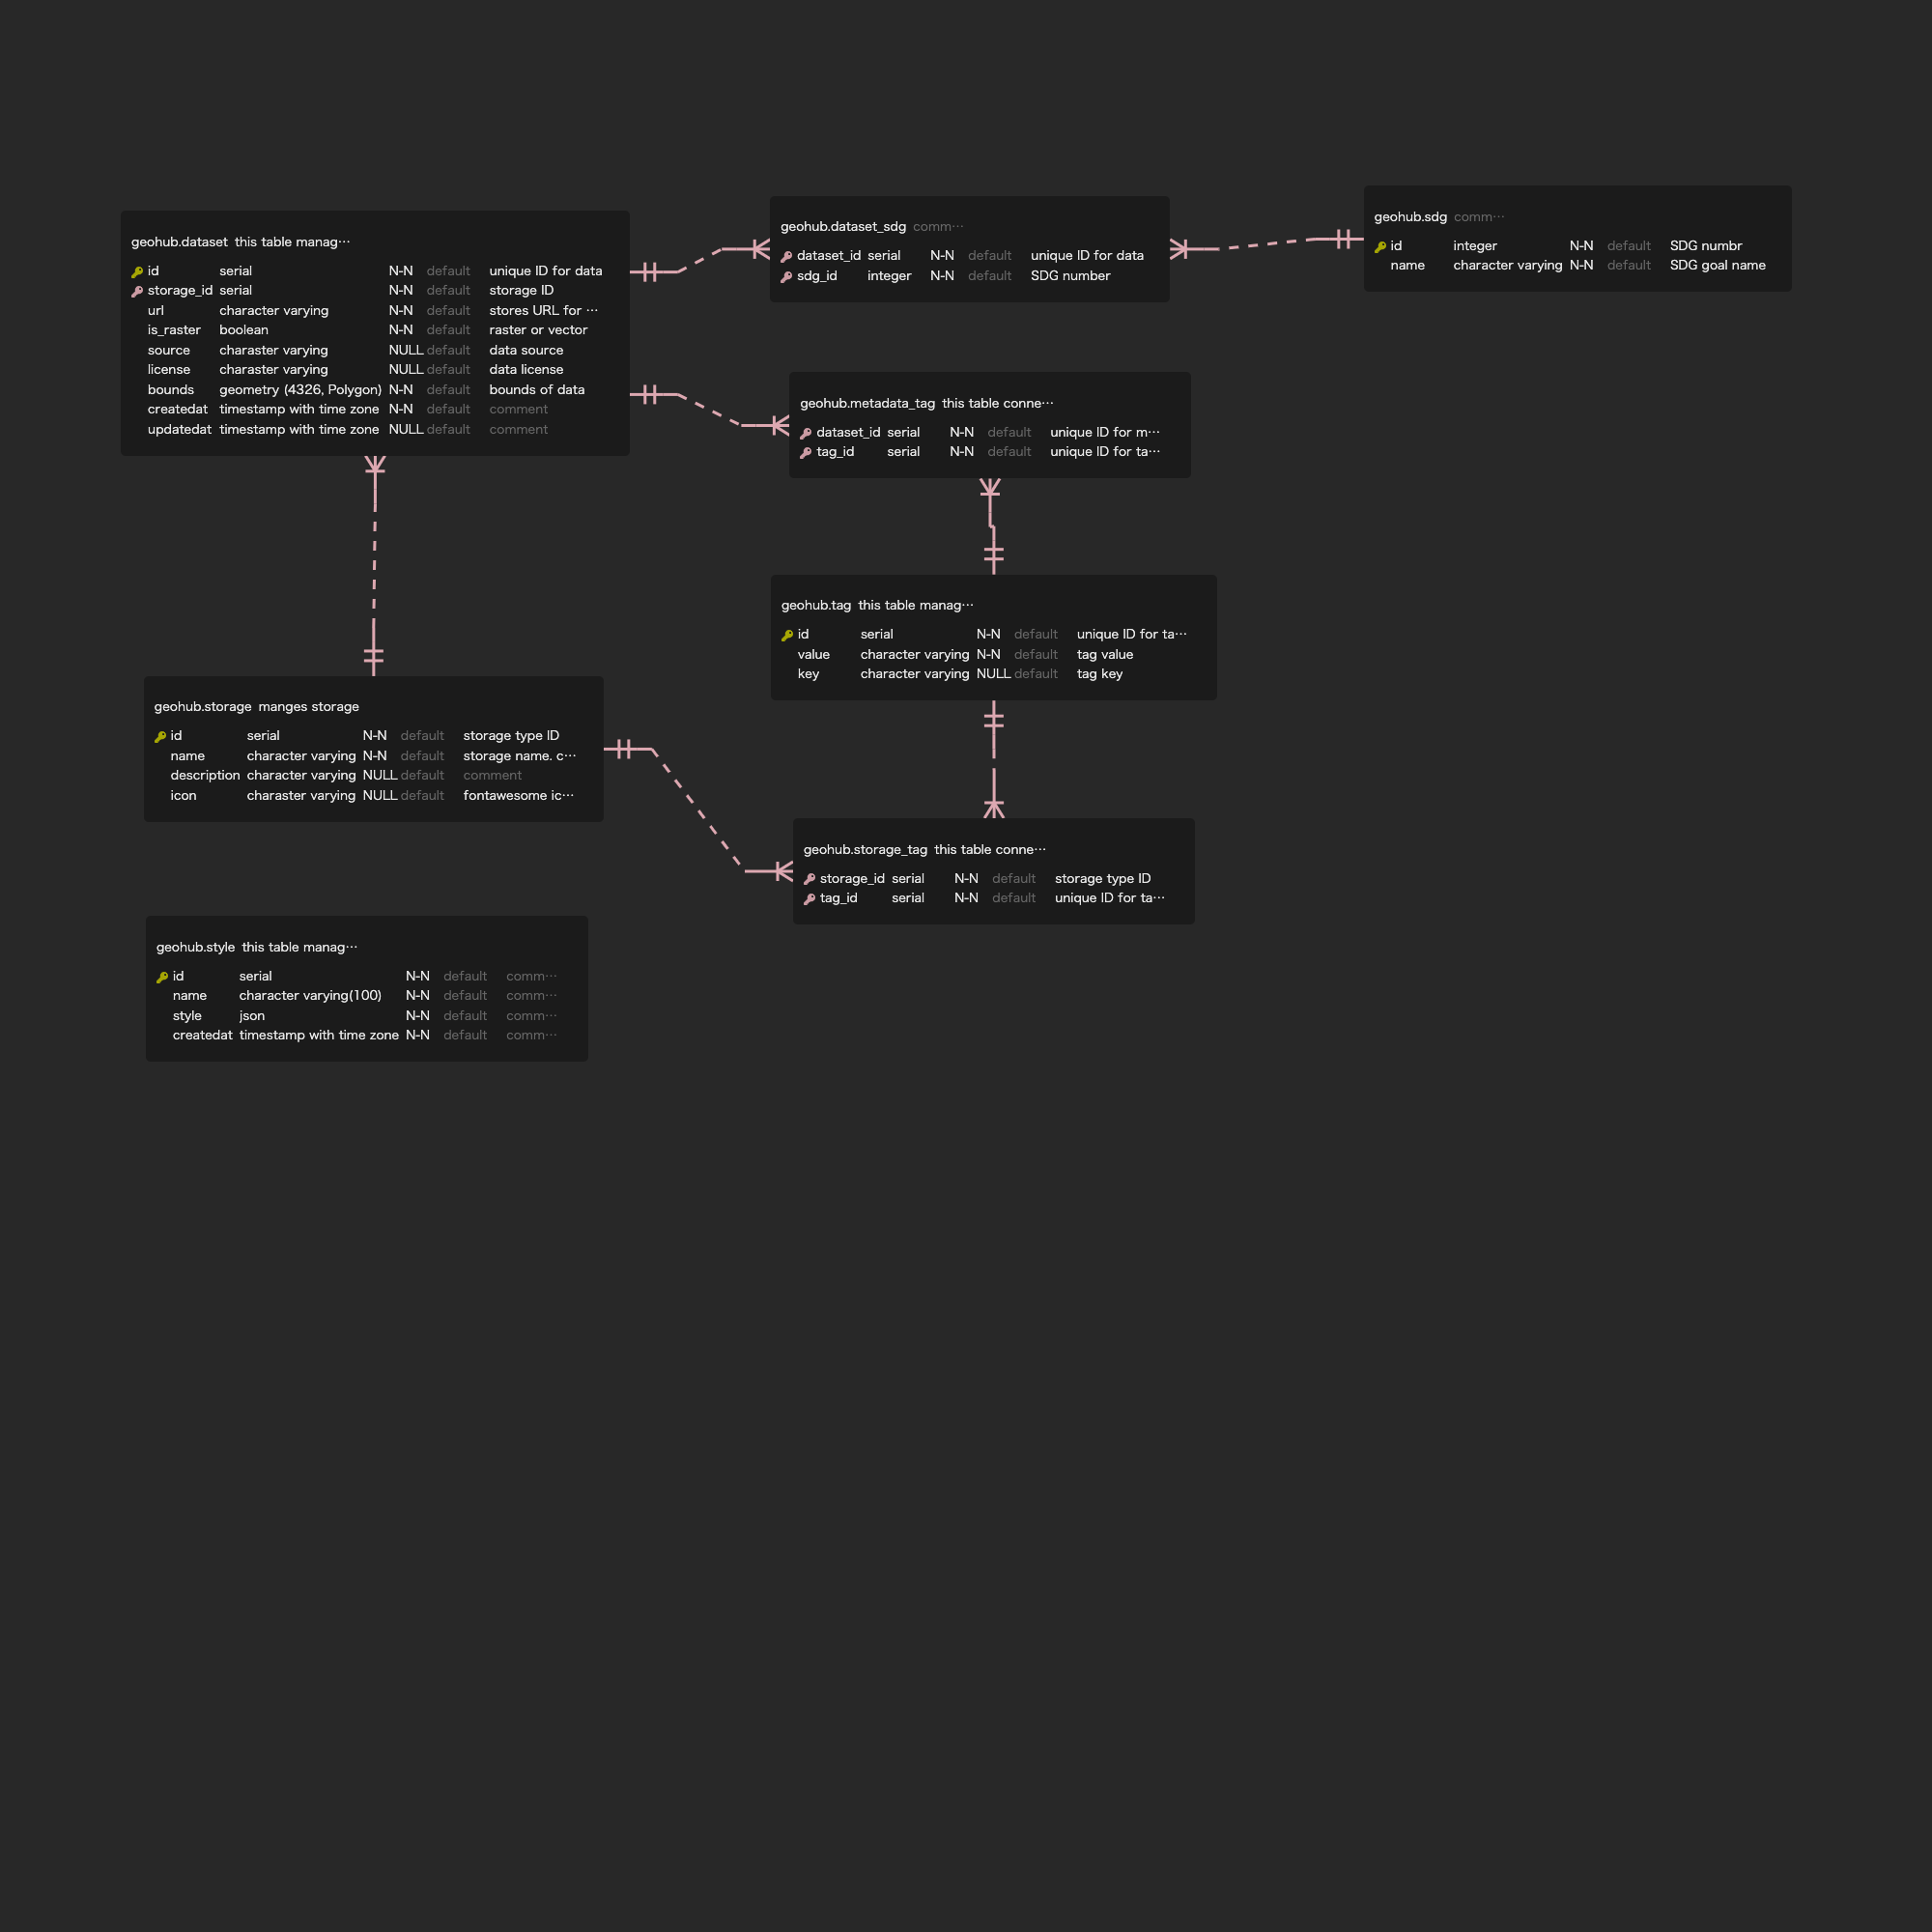 geohub.dataset this table manag…
id serial N-N default unique ID for data
storage_id serial N-N default storage ID
url character varying N-N default stores URL for …
is_raster boolean N-N default raster or vector
source charaster varying NULL default data source
license charaster varying NULL default data license
bounds geometry (4326, Polygon) N-N default bounds of data
createdat timestamp with time zone N-N default comment
updatedat timestamp with time zone NULL default comment
geohub.dataset_sdg comm…
dataset_id serial N-N default unique ID for data
sdg_id integer N-N default SDG number
geohub.sdg comm…
id integer N-N default SDG numbr
name character varying N-N default SDG goal name
geohub.metadata_tag this table conne…
dataset_id serial N-N default unique ID for m…
tag_id serial N-N default unique ID for ta…
geohub.tag this table manag…
id serial N-N default unique ID for ta…
value character varying N-N default tag value
key character varying NULL default tag key
geohub.storage manges storage
id serial N-N default storage type ID
name character varying N-N default storage name. c…
description character varying NULL default comment
icon charaster varying NULL default fontawesome ic…
geohub.storage_tag this table conne…
storage_id serial N-N default storage type ID
tag_id serial N-N default unique ID for ta…
geohub.style this table manag…
id serial N-N default comm…
name character varying(100) N-N default comm…
style json N-N default comm…
createdat timestamp with time zone N-N default comm…